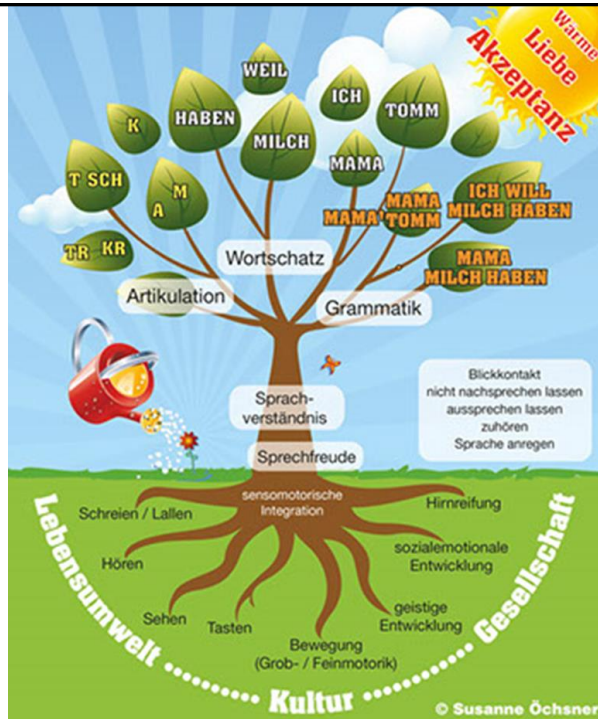 Wärme
Liebe
Akzeptanz
WEIL
K
HABEN
ICH
TOMM
MILCH
T SCH
MAMA
A M
MAMA
MAMA' TOMM
ICH WILL
MILCH HABEN
TR KR
Wortschatz
MAMA
MILCH HABEN
Artikulation
Grammatik
Blickkontakt
nicht nachsprechen lassen
aussprechen lassen
zuhören
Sprache anregen
Sprach-
verständnis
Sprechfreude
sensomotorische
Integration
Schreien / Lallen
Hirnreifung
Hören
sozialemotionale
Entwicklung
Sehen
Tasten
geistige
Entwicklung
Bewegung
(Grob- / Feinmotorik)
Lebensumwelt
Kultur
Gesellschaft
© Susanne Öchsner